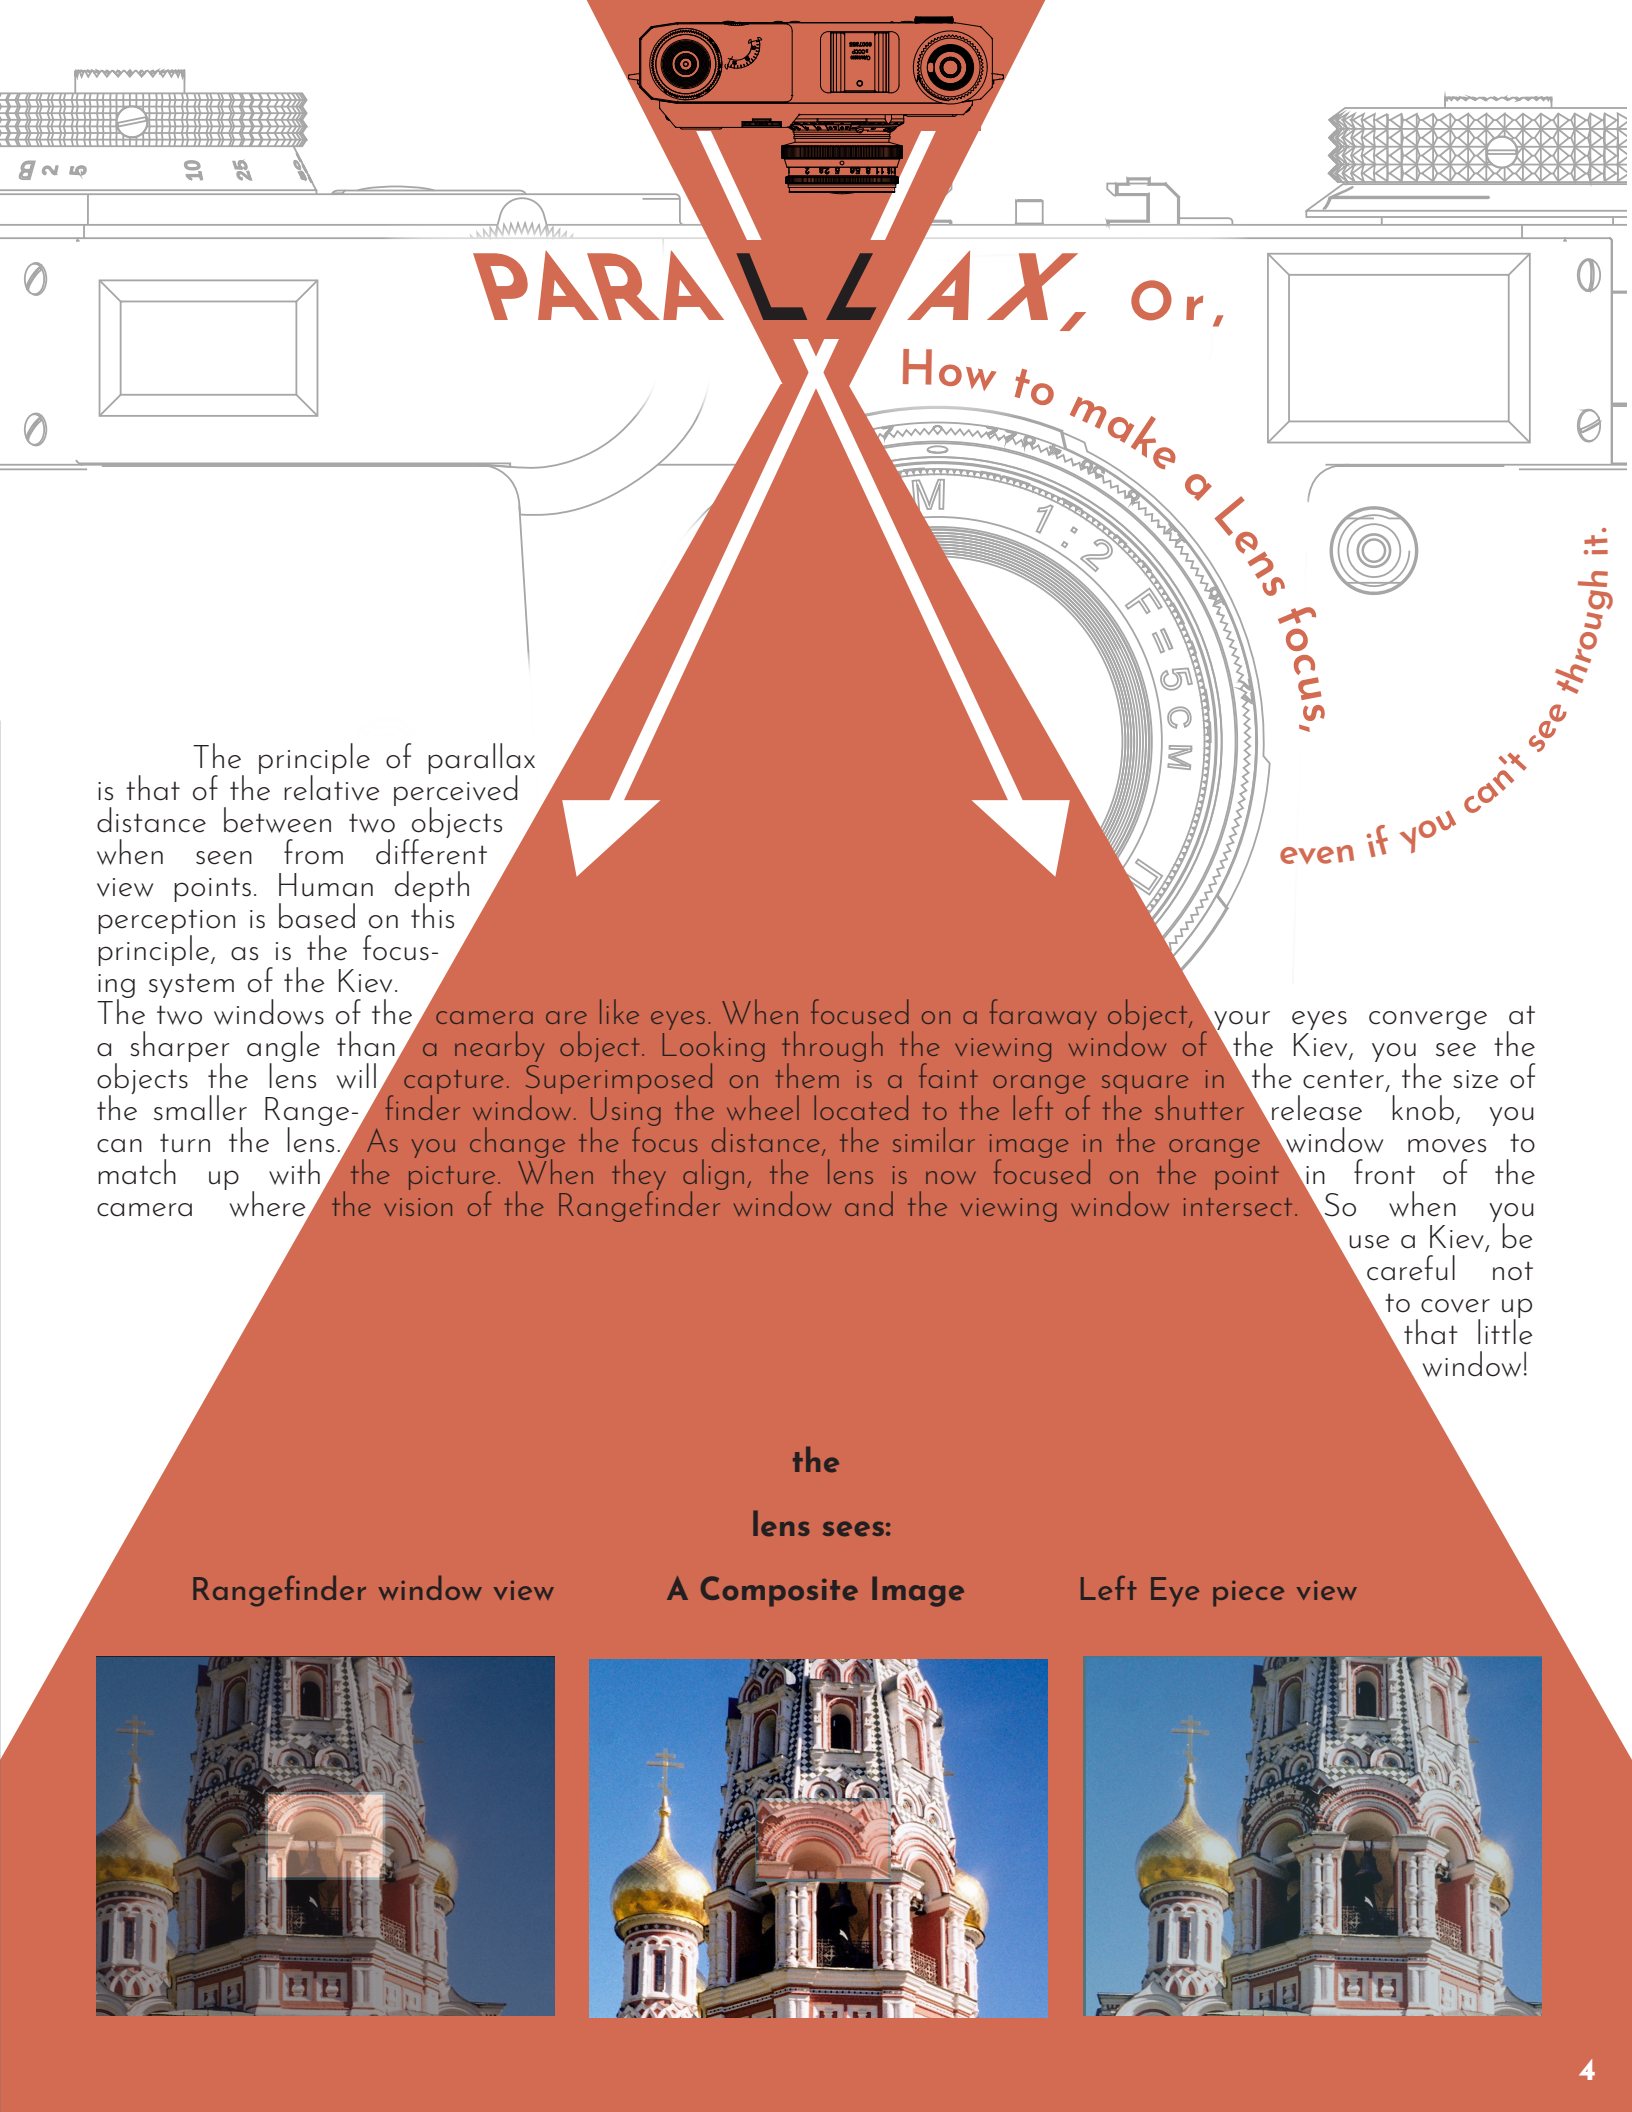 B 2 5 10 25
PARALLAX, Or,
How to make a Lens focus,
even if you can't see through it.
M 1:2 F=5cм П
The principle of parallax
is that of the relative perceived
distance between two objects
when seen from different
view points. Human depth
perception is based on this
principle, as is the focus-
ing system of the Kiev.
The two windows of the camera are like eyes. When focused on a faraway object, your eyes converge at
a sharper angle than a nearby object. Looking through the viewing window of the Kiev, you see the
objects the lens will capture. Superimposed on them is a faint orange square in the center, the size of
the smaller Range- finder window. Using the wheel located to the left of the shutter release knob, you
can turn the lens. As you change the focus distance, the similar image in the orange window moves to
match up with the picture. When they align, the lens is now focused on the point in front of the
camera where the vision of the Rangefinder window and the viewing window intersect. So when you
use a Kiev, be
careful not
to cover up
that little
window!
the
lens sees:
Rangefinder window view
A Composite Image
Left Eye piece view
4